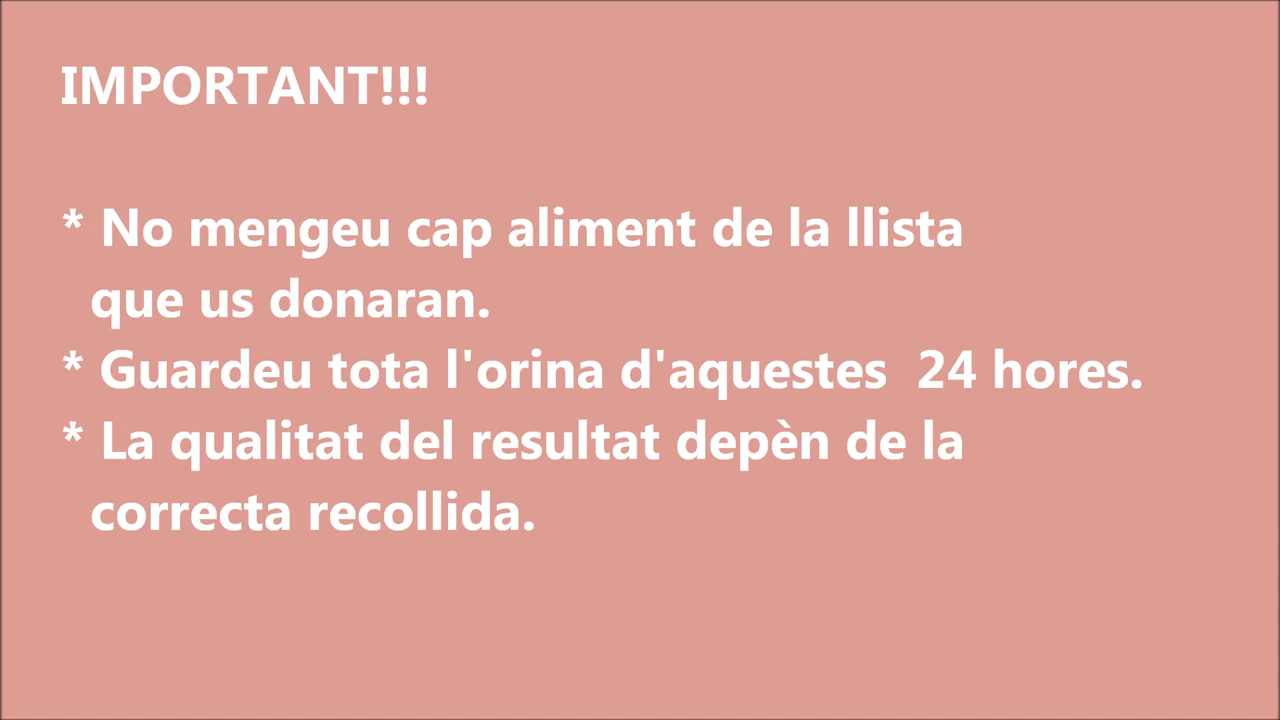 IMPORTANT!!!
* No mengeu cap aliment de la llista
que us donaran.
* Guardeu tota l'orina d'aquestes  24 hores.
* La qualitat del resultat depèn de la
correcta recollida.